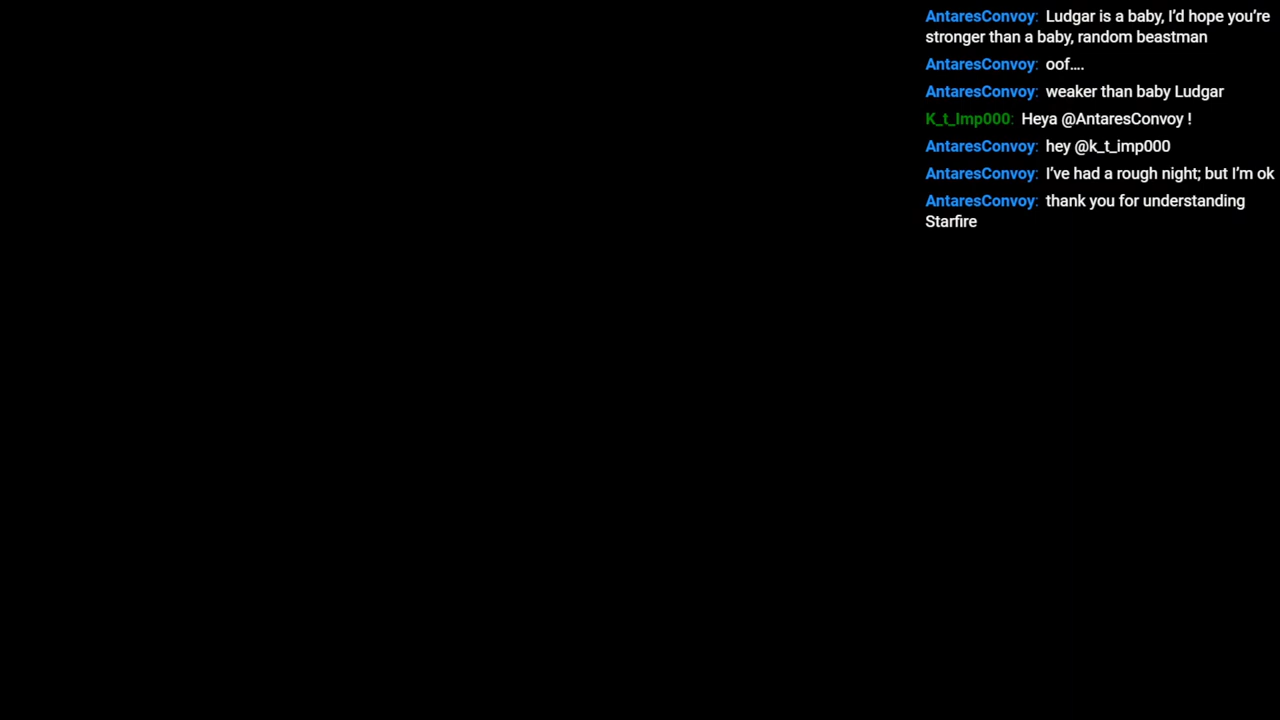 AntaresConvoy: Ludgar is a baby, I’d hope you’re
stronger than a baby, random beastman
AntaresConvoy: oof....
AntaresConvoy: weaker than baby Ludgar
K_t_Imp000: Heya @AntaresConvoy !
AntaresConvoy: hey @k_t_imp000
AntaresConvoy: I’ve had a rough night; but I’m ok
AntaresConvoy: thank you for understanding
Starfire